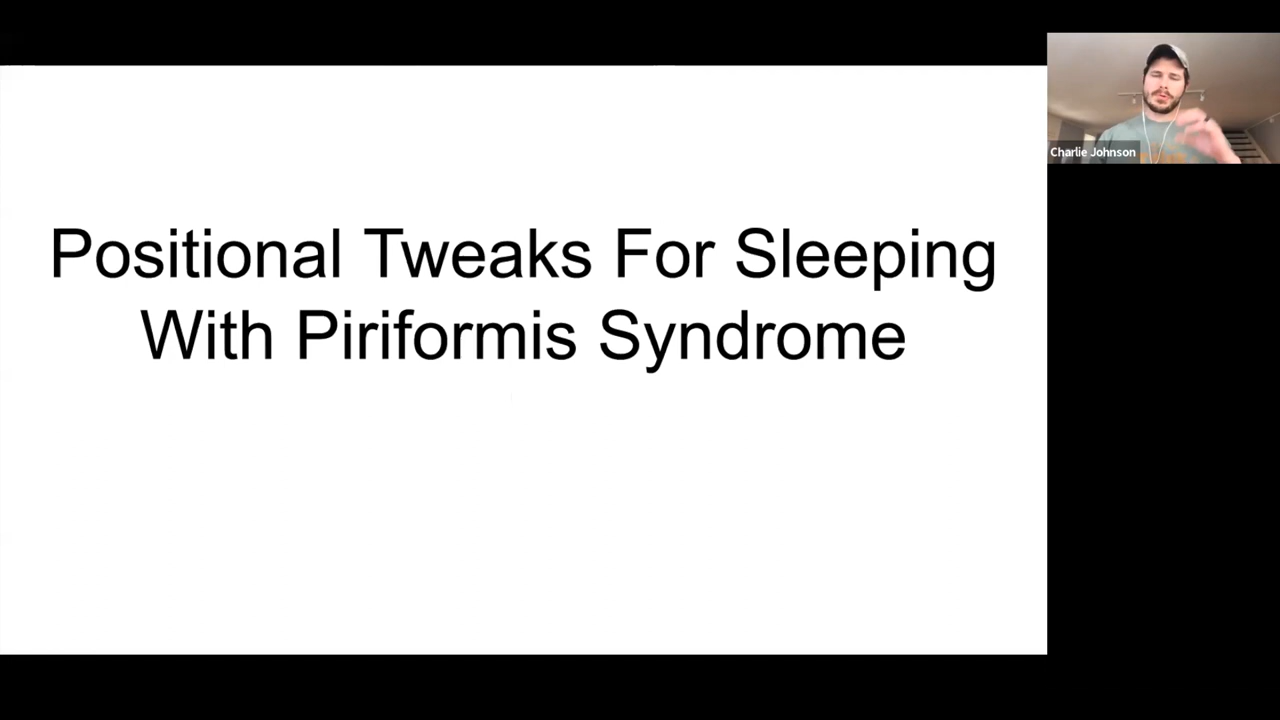 Positional Tweaks For Sleeping
With Piriformis Syndrome
Charlie Johnson